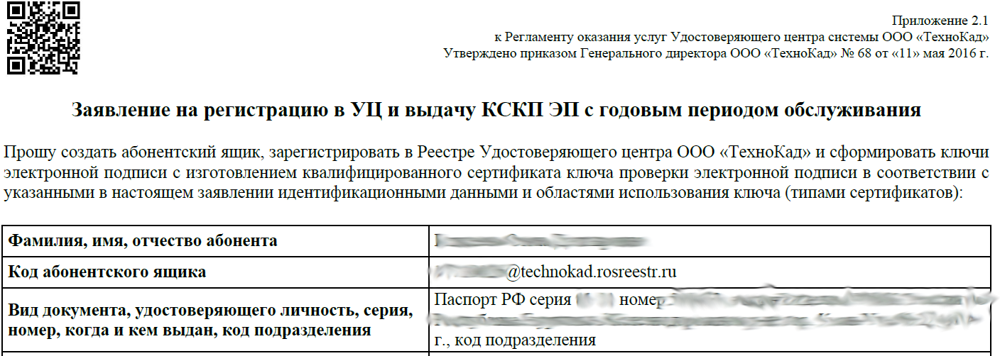 Приложение 2.1
к Регламенту оказания услуг Удостоверяющего центра системы ООО «ТехноКад»
Утверждено приказом Генерального директора ООО «ТехноКад» № 68 от «11» мая 2016 г.
Заявление на регистрацию в УЦ и выдачу КСКП ЭП с годовым периодом обслуживания
Прошу создать абонентский ящик, зарегистрировать в Реестре Удостоверяющего центра ООО «ТехноКад» и сформировать ключи
электронной подписи с изготовлением квалифицированного сертификата ключа проверки электронной подписи в соответствии с
указанными в настоящем заявлении идентификационными данными и областями использования ключа (типами сертификатов):
Фамилия, имя, отчество абонента
Код абонентского ящика
@technokad.rosreestr.ru
Вид документа, удостоверяющего личность, серия,
номер, когда и кем выдан, код подразделения
Паспорт РФ серия номер
г., код подразделения